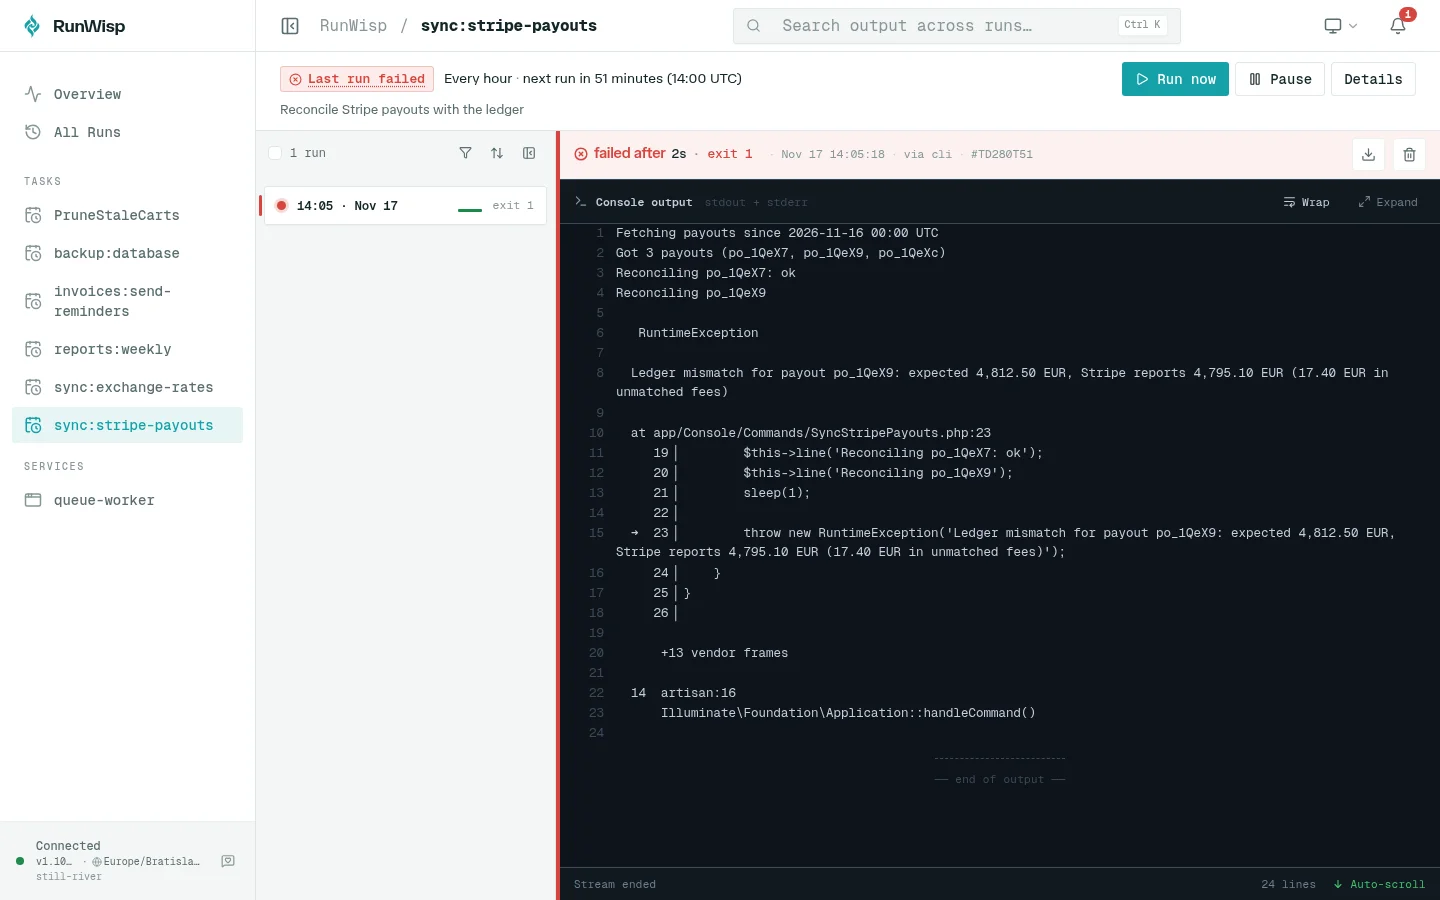 RunWisp
RunWisp / sync:stripe-payouts
Search output across runs…
Ctrl K
1
Overview
All Runs
TASKS
PruneStaleCarts
backup:database
invoices:send-
reminders
reports:weekly
sync:exchange-rates
sync:stripe-payouts
SERVICES
queue-worker
Connected
v1.10… · Europe/Bratisla…
still-river
Last run failed Every hour · next run in 51 minutes (14:00 UTC)
Reconcile Stripe payouts with the ledger
Run now
Pause
Details
1 run
14:05 · Nov 17 exit 1
failed after 2s · exit 1 · Nov 17 14:05:18 · via cli · #TD280T51
Console output stdout + stderr
Wrap
Expand
1 Fetching payouts since 2026-11-16 00:00 UTC
2 Got 3 payouts (po_1QeX7, po_1QeX9, po_1QeXc)
3 Reconciling po_1QeX7: ok
4 Reconciling po_1QeX9
5
6 RuntimeException
7
8 Ledger mismatch for payout po_1QeX9: expected 4,812.50 EUR, Stripe reports 4,795.10 EUR (17.40 EUR in
unmatched fees)
9
10 at app/Console/Commands/SyncStripePayouts.php:23
11 19▕ $this->line('Reconciling po_1QeX7: ok');
12 20▕ $this->line('Reconciling po_1QeX9');
13 21▕ sleep(1);
14 22▕
15 ➜ 23▕ throw new RuntimeException('Ledger mismatch for payout po_1QeX9: expected 4,812.50 EUR,
Stripe reports 4,795.10 EUR (17.40 EUR in unmatched fees)');
16 24▕ }
17 25▕ }
18 26▕
19
20 +13 vendor frames
21
22 14 artisan:16
23 Illuminate\Foundation\Application::handleCommand()
24
── end of output ──
Stream ended
24 lines
Auto-scroll